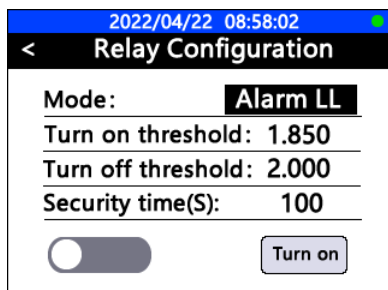 2022/04/22 08:58:02
< Relay Configuration
Mode: Alarm LL
Turn on threshold: 1.850
Turn off threshold: 2.000
Security time(S): 100
Turn on